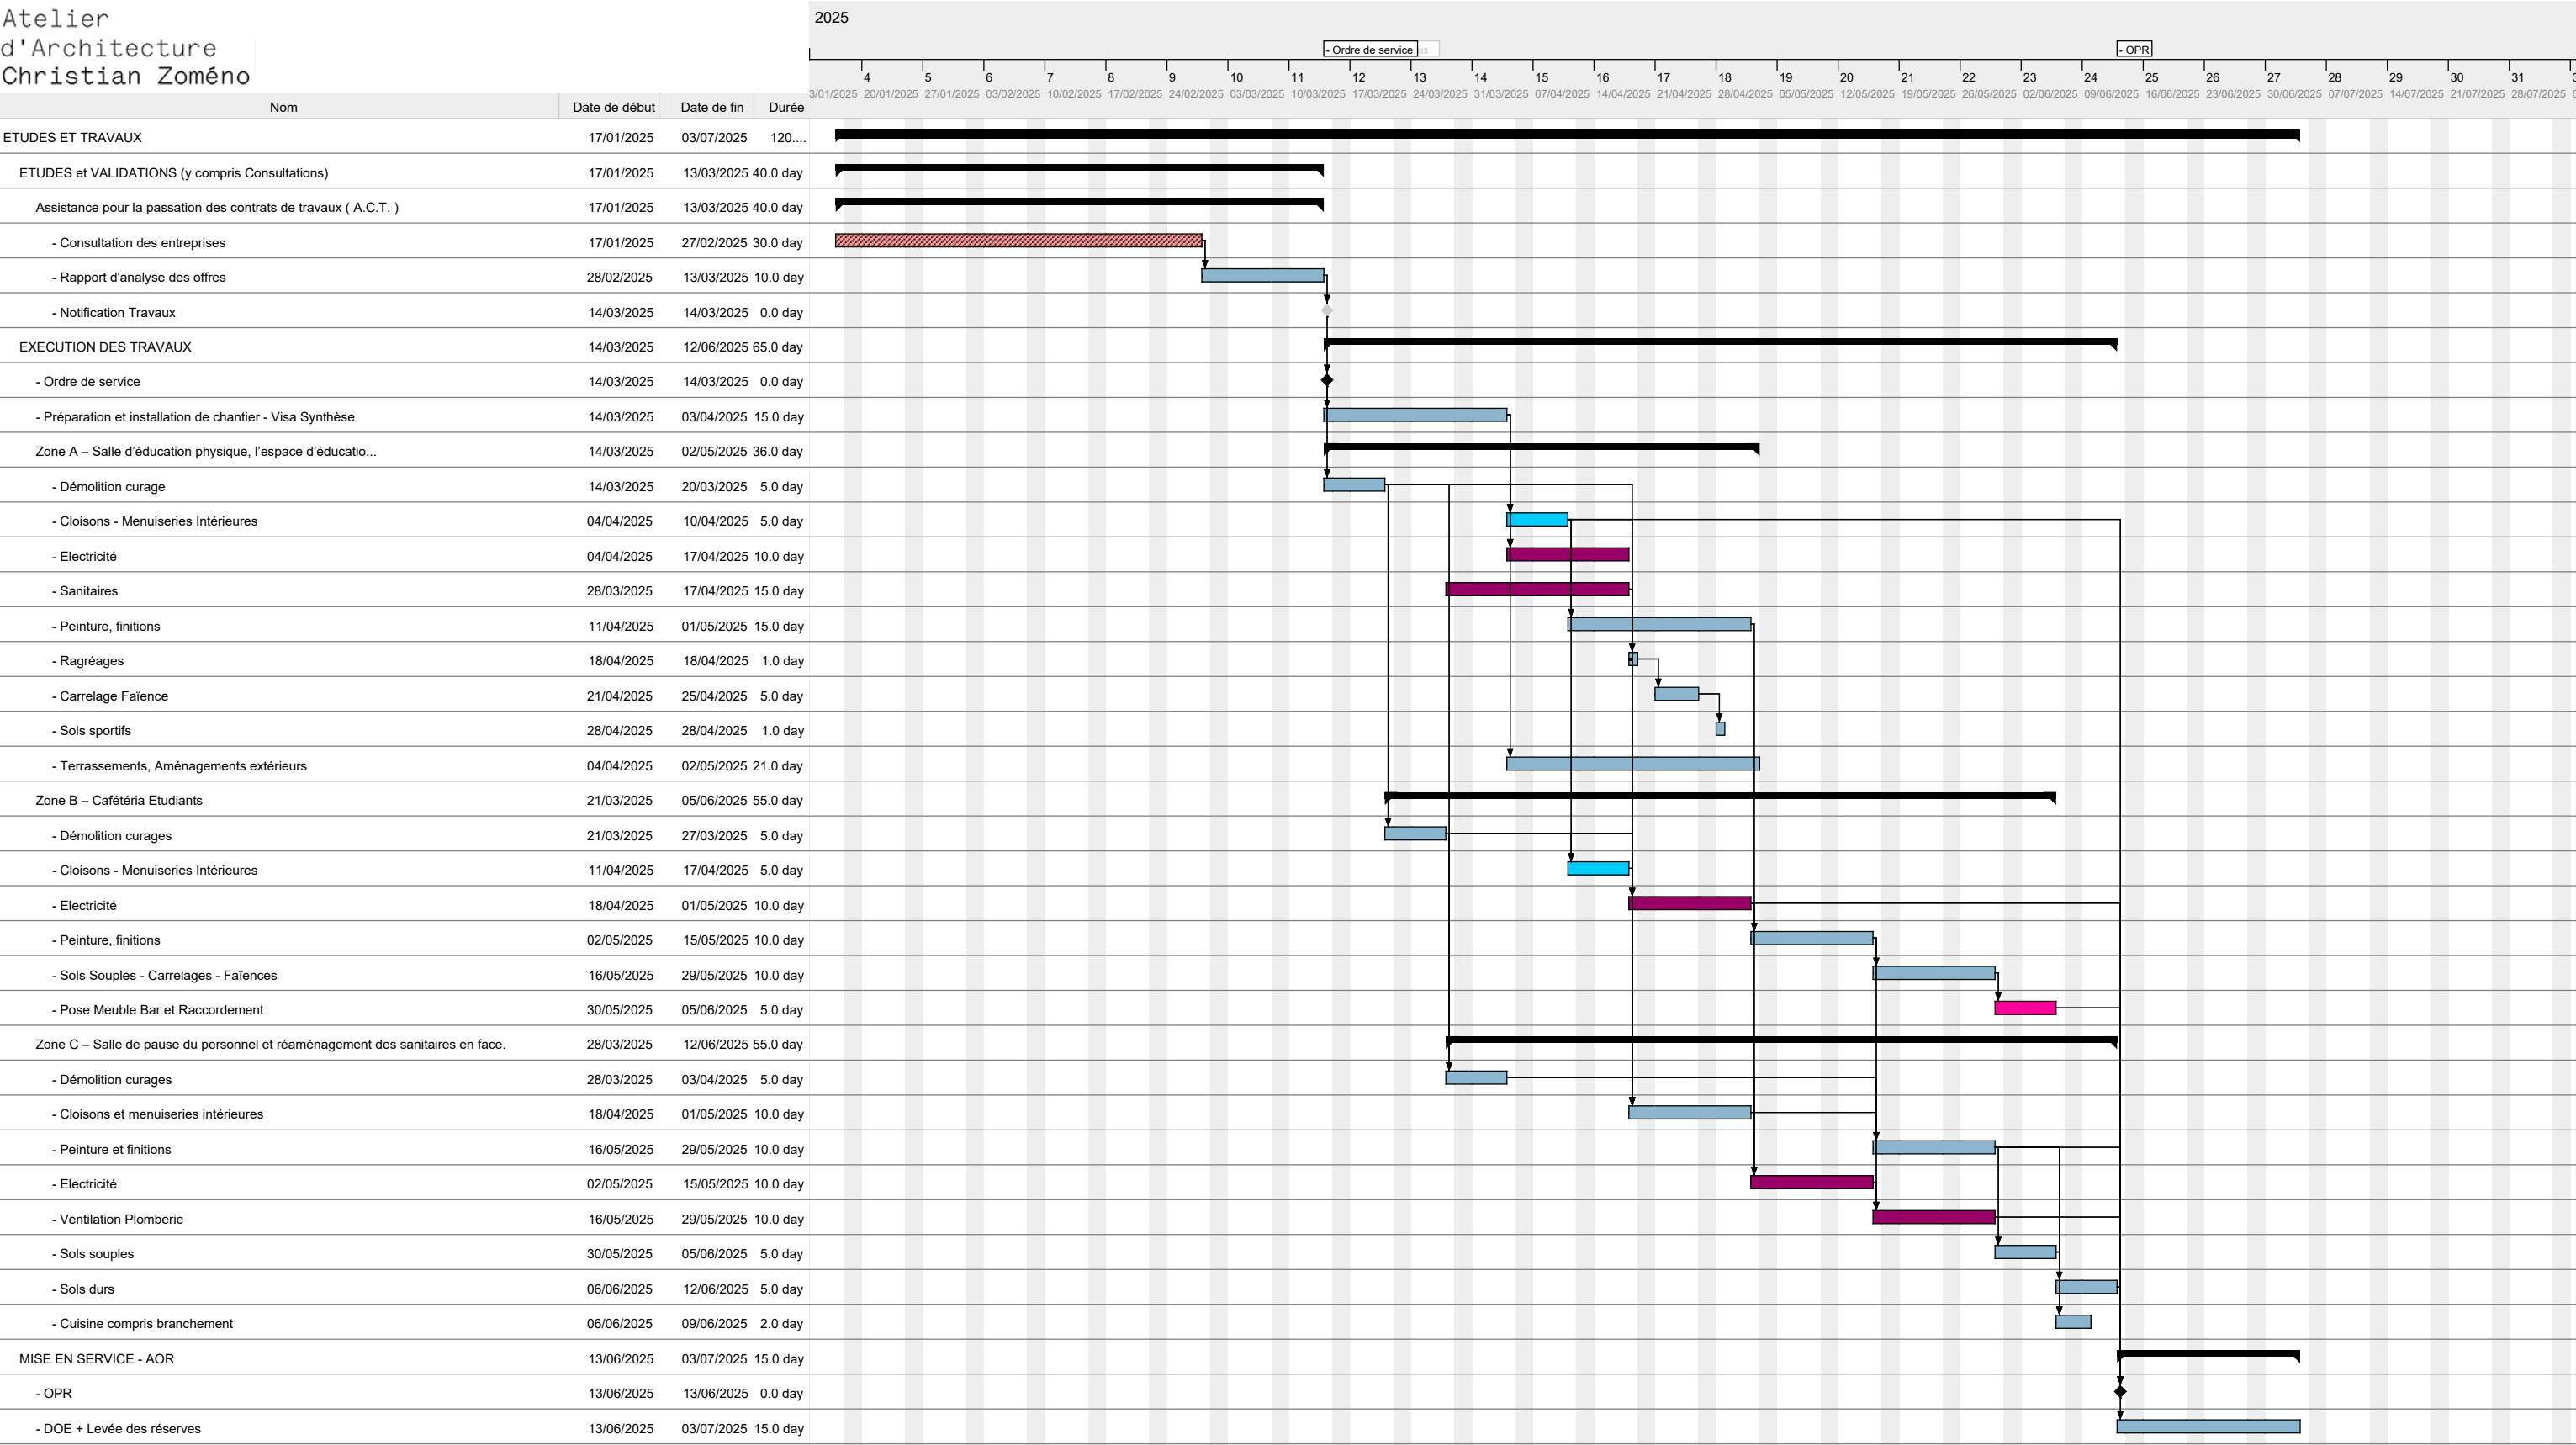 Atelier
d'Architecture
Christian Zoméno
2025
- Ordre de service
- OPR
4 5 6 7 8 9 10 11 12 13 14 15 16 17 18 19 20 21 22 23 24 25 26 27 28 29 30 31
3/01/2025 20/01/2025 27/01/2025 03/02/2025 10/02/2025 17/02/2025 24/02/2025 03/03/2025 10/03/2025 17/03/2025 24/03/2025 31/03/2025 07/04/2025 14/04/2025 21/04/2025 28/04/2025 05/05/2025 12/05/2025 19/05/2025 26/05/2025 02/06/2025 09/06/2025 16/06/2025 23/06/2025 30/06/2025 07/07/2025 14/07/2025 21/07/2025 28/07/2025
Nom Date de début Date de fin Durée
ETUDES ET TRAVAUX 17/01/2025 03/07/2025 120....
ETUDES et VALIDATIONS (y compris Consultations) 17/01/2025 13/03/2025 40.0 day
Assistance pour la passation des contrats de travaux ( A.C.T. ) 17/01/2025 13/03/2025 40.0 day
- Consultation des entreprises 17/01/2025 27/02/2025 30.0 day
- Rapport d'analyse des offres 28/02/2025 13/03/2025 10.0 day
- Notification Travaux 14/03/2025 14/03/2025 0.0 day
EXECUTION DES TRAVAUX 14/03/2025 12/06/2025 65.0 day
- Ordre de service 14/03/2025 14/03/2025 0.0 day
- Préparation et installation de chantier - Visa Synthèse 14/03/2025 03/04/2025 15.0 day
Zone A – Salle d’éducation physique, l’espace d’éducatio... 14/03/2025 02/05/2025 36.0 day
- Démolition curage 14/03/2025 20/03/2025 5.0 day
- Cloisons - Menuiseries Intérieures 04/04/2025 10/04/2025 5.0 day
- Electricité 04/04/2025 17/04/2025 10.0 day
- Sanitaires 28/03/2025 17/04/2025 15.0 day
- Peinture, finitions 11/04/2025 01/05/2025 15.0 day
- Ragréages 18/04/2025 18/04/2025 1.0 day
- Carrelage Faïence 21/04/2025 25/04/2025 5.0 day
- Sols sportifs 28/04/2025 28/04/2025 1.0 day
- Terrassements, Aménagements extérieurs 04/04/2025 02/05/2025 21.0 day
Zone B – Cafétéria Etudiants 21/03/2025 05/06/2025 55.0 day
- Démolition curages 21/03/2025 27/03/2025 5.0 day
- Cloisons - Menuiseries Intérieures 11/04/2025 17/04/2025 5.0 day
- Electricité 18/04/2025 01/05/2025 10.0 day
- Peinture, finitions 02/05/2025 15/05/2025 10.0 day
- Sols Souples - Carrelages - Faïences 16/05/2025 29/05/2025 10.0 day
- Pose Meuble Bar et Raccordement 30/05/2025 05/06/2025 5.0 day
Zone C – Salle de pause du personnel et réaménagement des sanitaires en face. 28/03/2025 12/06/2025 55.0 day
- Démolition curages 28/03/2025 03/04/2025 5.0 day
- Cloisons et menuiseries intérieures 18/04/2025 01/05/2025 10.0 day
- Peinture et finitions 16/05/2025 29/05/2025 10.0 day
- Electricité 02/05/2025 15/05/2025 10.0 day
- Ventilation Plomberie 16/05/2025 29/05/2025 10.0 day
- Sols souples 30/05/2025 05/06/2025 5.0 day
- Sols durs 06/06/2025 12/06/2025 5.0 day
- Cuisine compris branchement 06/06/2025 09/06/2025 2.0 day
MISE EN SERVICE - AOR 13/06/2025 03/07/2025 15.0 day
- OPR 13/06/2025 13/06/2025 0.0 day
- DOE + Levée des réserves 13/06/2025 03/07/2025 15.0 day